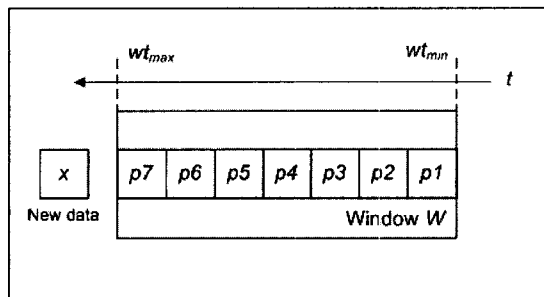 wtmax wtmin
t
x p7 p6 p5 p4 p3 p2 p1
New data
Window W